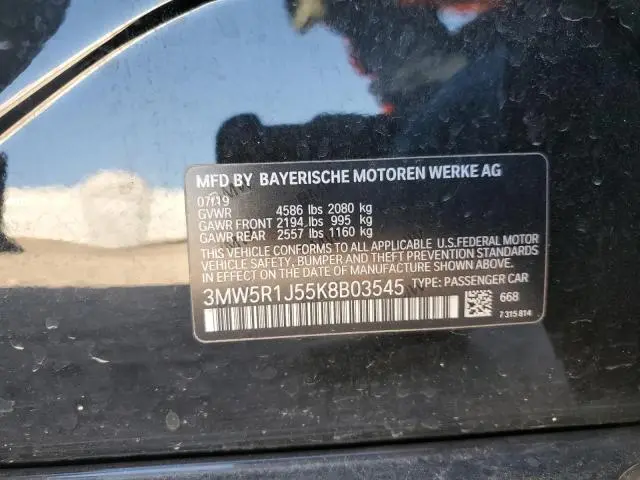 MFD BY BAYERISCHE MOTOREN WERKE AG
07/19
GVWR 4586 lbs 2080 kg
GAWR FRONT 2194 lbs 995 kg
GAWR REAR 2557 lbs 1160 kg
THIS VEHICLE CONFORMS TO ALL APPLICABLE U.S.FEDERAL MOTOR
VEHICLE SAFETY, BUMPER AND THEFT PREVENTION STANDARDS IN
EFFECT ON THE DATE OF MANUFACTURE SHOWN ABOVE.
3MW5R1J55K8B03545 TYPE: PASSENGER CAR
668
7 315 814